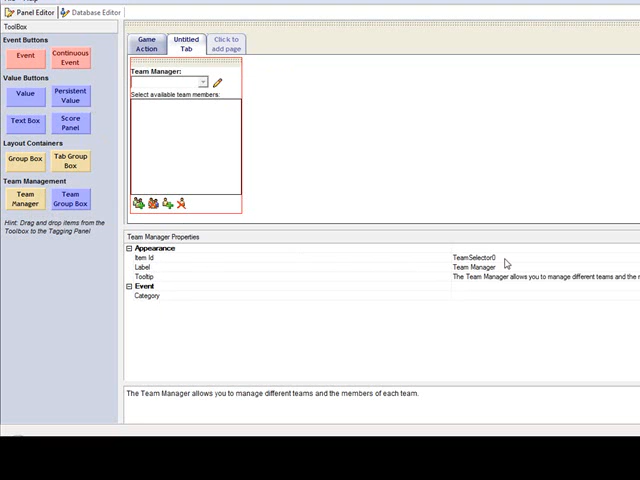 Panel Editor
Database Editor
ToolBox
Event Buttons
Event
Continuous
Event
Value Buttons
Value
Persistent
Value
Text Box
Score
Panel
Layout Containers
Group Box
Tab Group
Box
Team Management
Team
Manager
Team
Group Box
Hint: Drag and drop items from the
Toolbox to the Tagging Panel
Game
Action
Untitled
Tab
Click to
add page
Team Manager:
Select available team members:
Team Manager Properties
Appearance
Item Id
TeamSelector0
Label
Team Manager
Tooltip
The Team Manager allows you to manage different teams and the
Event
Category
The Team Manager allows you to manage different teams and the members of each team.